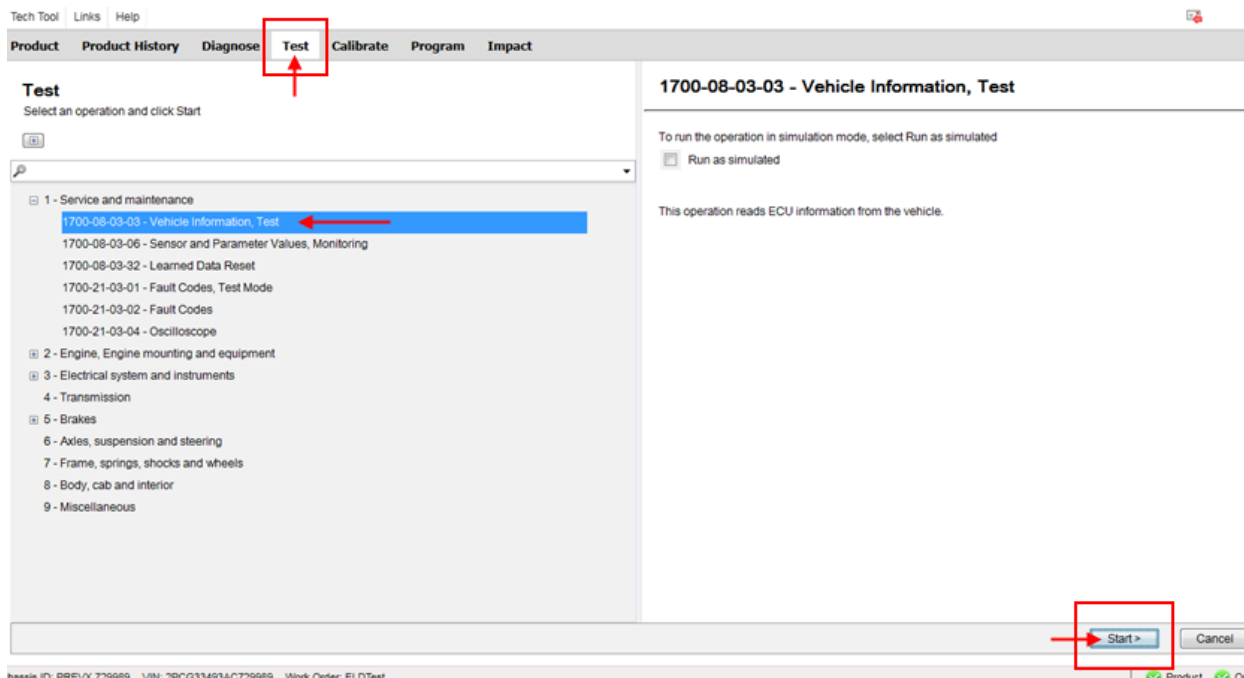 Tech Tool Links Help
Product Product History Diagnose Test Calibrate Program Impact
Test
Select an operation and click Start
1 - Service and maintenance
1700-08-03-03 - Vehicle Information, Test
1700-08-03-06 - Sensor and Parameter Values, Monitoring
1700-08-03-32 - Learned Data Reset
1700-21-03-01 - Fault Codes, Test Mode
1700-21-03-02 - Fault Codes
1700-21-03-04 - Oscilloscope
2 - Engine, Engine mounting and equipment
3 - Electrical system and instruments
4 - Transmission
5 - Brakes
6 - Axles, suspension and steering
7 - Frame, springs, shocks and wheels
8 - Body, cab and interior
9 - Miscellaneous
1700-08-03-03 - Vehicle Information, Test
To run the operation in simulation mode, select Run as simulated
Run as simulated
This operation reads ECU information from the vehicle.
Start >
Cancel
VIN: Work Order: ELDTest Product